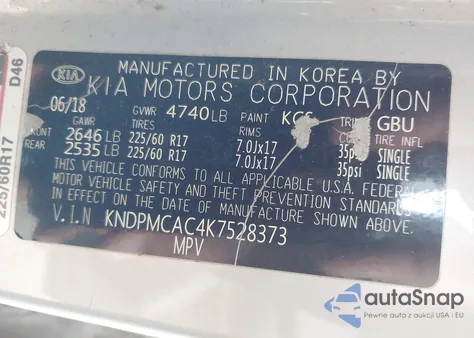 MANUFACTURED IN KOREA BY
KIA KIA MOTORS CORPORATION
06/18 GVWR 4740LB PAINT TRIM GBU
GAWR TIRES RIMS TIRE INFL
2646 LB 225/60 R17 7.0Jx17 35psi SINGLE
REAR 2535 LB 225/60 R17 7.0Jx17 35psi SINGLE
THIS VEHICLE CONFORMS TO ALL APPLICABLE U.S.A. FEDERAL
MOTOR VEHICLE SAFETY AND THEFT PREVENTION STANDARDS
IN EFFECT ON THE DATE OF MANUFACTURE SHOWN ABOVE.
V.I.N KNDPMCAC4K7528373
MPV
225/60R17 D46
autoSnap
Pewne auta z aukcji USA i EU